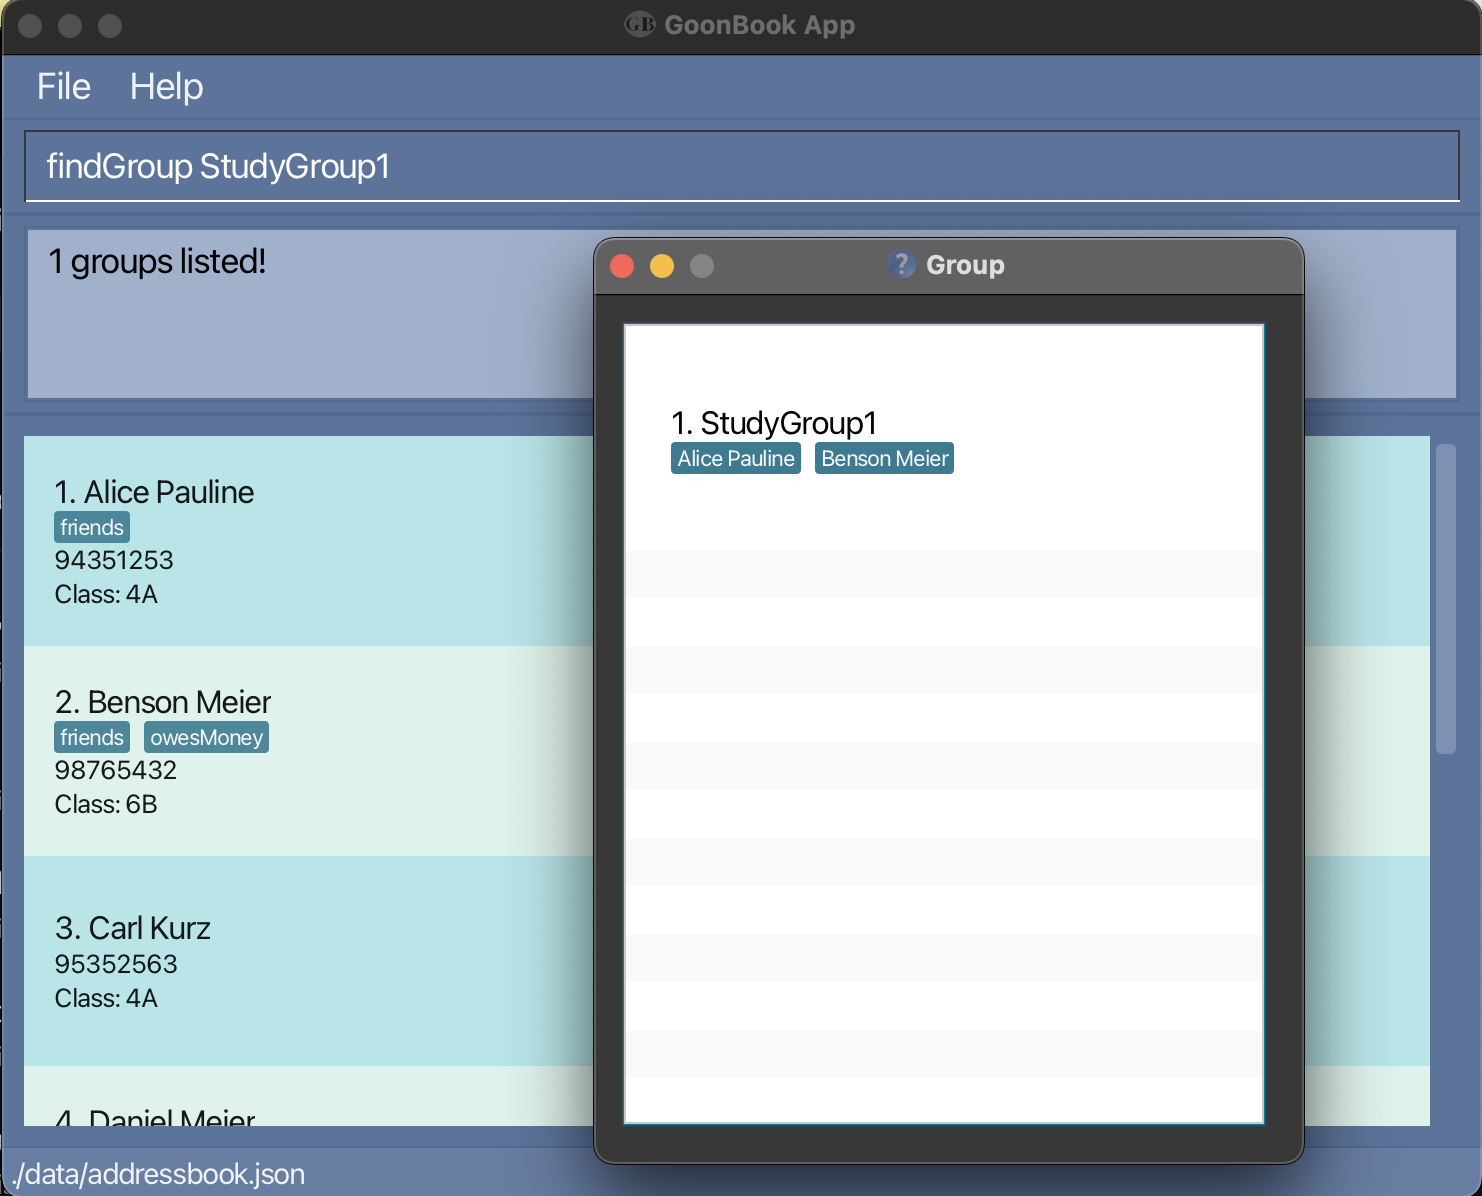 GB GoonBook App
File Help
findGroup StudyGroup1
1 groups listed!
? Group
1. StudyGroup1
Alice Pauline Benson Meier
1. Alice Pauline
friends
94351253
Class: 4A
2. Benson Meier
friends owesMoney
98765432
Class: 6B
3. Carl Kurz
95352563
Class: 4A
4. Daniel Meier
./data/addressbook.json